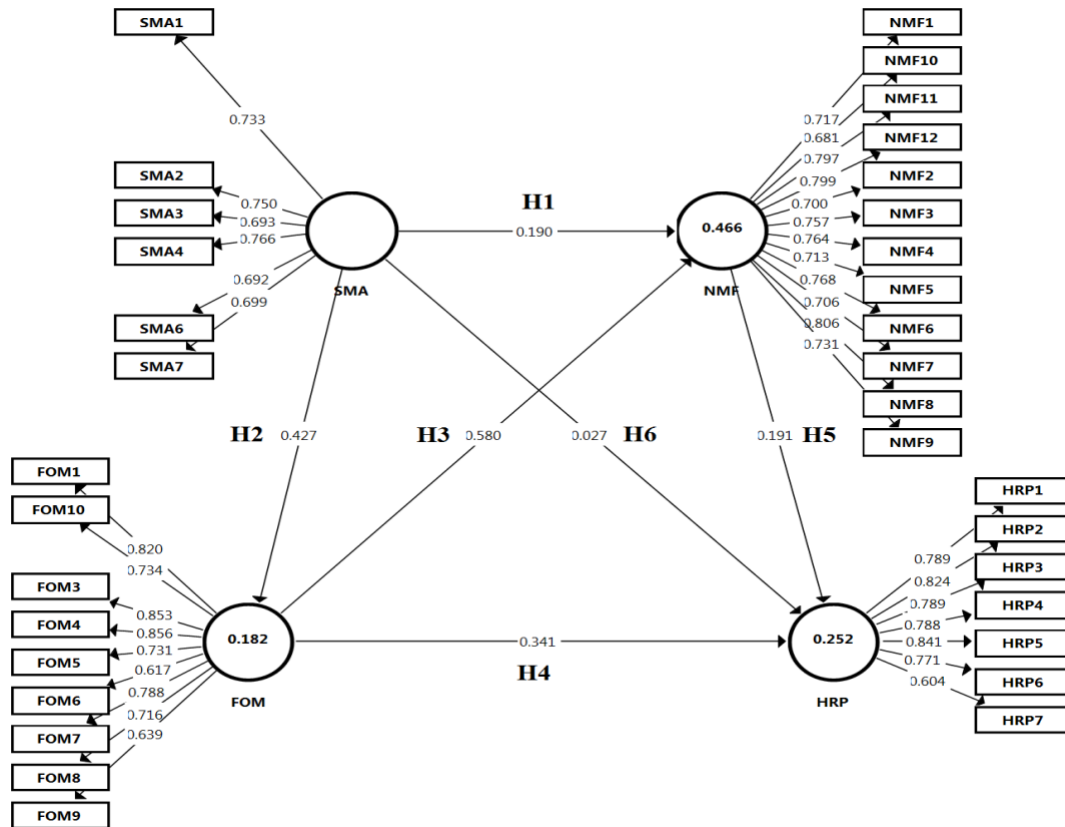 SMA1
NMF1
NMF10
NMF11
NMF12
NMF2
NMF3
NMF4
NMF5
NMF6
NMF7
NMF8
NMF9
0.733
0.717
0.681
0.797
0.799
0.700
0.757
0.764
0.713
0.768
0.706
0.806
0.731
SMA2
SMA3
SMA4
SMA6
SMA7
0.750
0.693
0.766
0.692
0.699
SMA
H1
0.190
0.466
NMF
H2
0.427
H3
0.580
0.027
H6
0.191
H5
FOM1
FOM10
FOM3
FOM4
FOM5
FOM6
FOM7
FOM8
FOM9
0.820
0.734
0.853
0.856
0.731
0.617
0.788
0.716
0.639
0.182
FOM
0.341
H4
0.252
HRP
0.789
0.824
0.789
0.788
0.841
0.771
0.604
HRP1
HRP2
HRP3
HRP4
HRP5
HRP6
HRP7